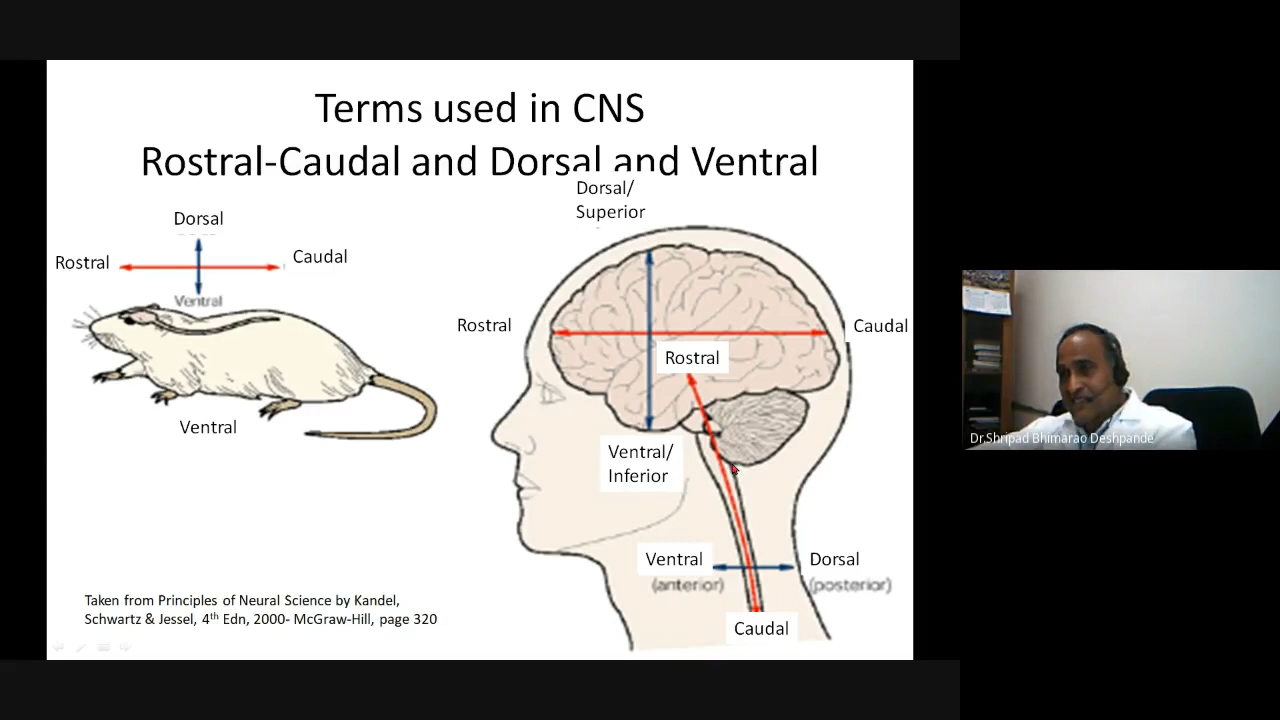 Terms used in CNS
Rostral-Caudal and Dorsal and Ventral
Dorsal
Rostral
Caudal
Ventral
Ventral
Dorsal/
Superior
Rostral
Caudal
Rostral
Ventral/
Inferior
Ventral
(anterior)
Dorsal
(posterior)
Caudal
Taken from Principles of Neural Science by Kandel,
Schwartz & Jessel, 4th Edn, 2000- McGraw-Hill, page 320
Dr.Shripad Bhimarao Deshpande